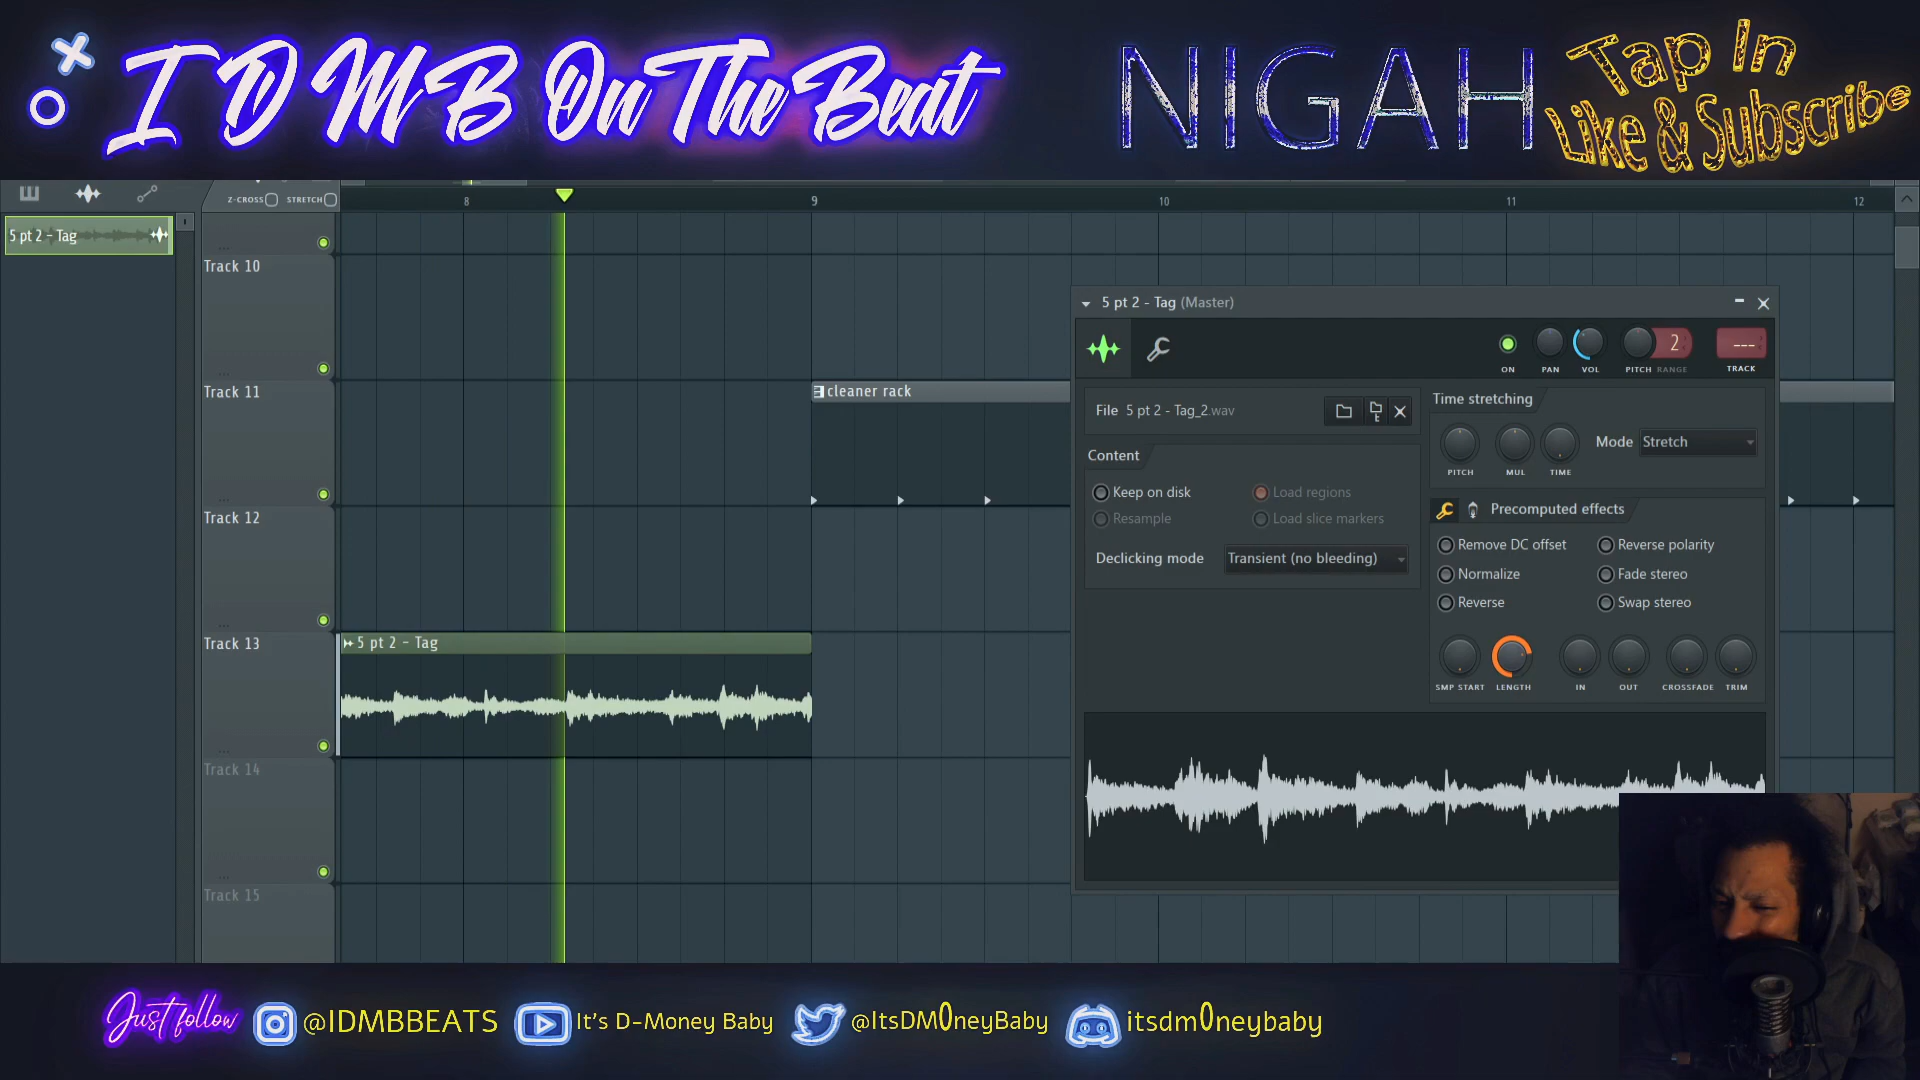 I D M B On The Beat
NIGAH
Tap In
Like & Subscribe
Z-CROSS STRETCH
8 9 10 11 12
5 pt 2 - Tag
Track 10
Track 11
cleaner rack
Track 12
Track 13
5 pt 2 - Tag
Track 14
Track 15
5 pt 2 - Tag (Master)
2
---
ON PAN VOL PITCH RANGE TRACK
File 5 pt 2 - Tag_2.wav
Content
Keep on disk
Load regions
Resample
Load slice markers
Declicking mode Transient (no bleeding)
Time stretching
Mode Stretch
PITCH MUL TIME
Precomputed effects
Remove DC offset
Reverse polarity
Normalize
Fade stereo
Reverse
Swap stereo
SMP START LENGTH IN OUT CROSSFADE TRIM
Just follow @IDMBBEATS It's D-Money Baby @ItsDM0neyBaby itsdm0neybaby